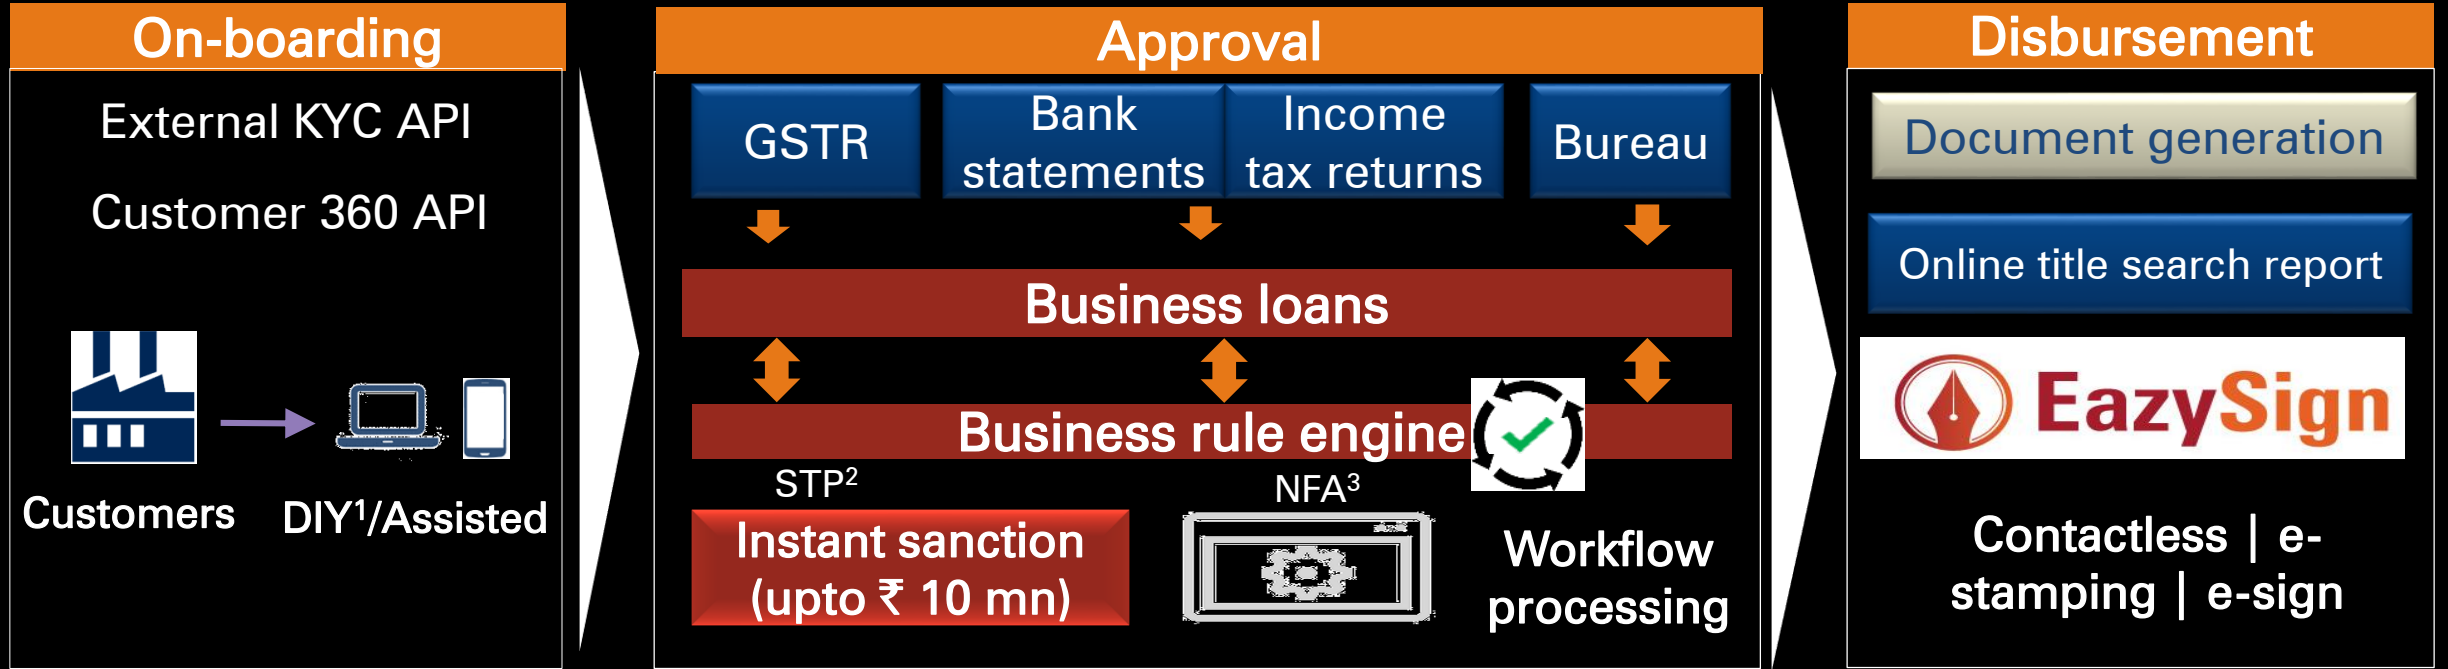 On-boarding
External KYC API
Customer 360 API
Customers
DIY¹/Assisted
Approval
GSTR
Bank
statements
Income
tax returns
Bureau
Business loans
Business rule engine
STP²
NFA³
Instant sanction
(upto ₹ 10 mn)
Workflow
processing
Disbursement
Document generation
Online title search report
EazySign
Contactless | e-
stamping | e-sign